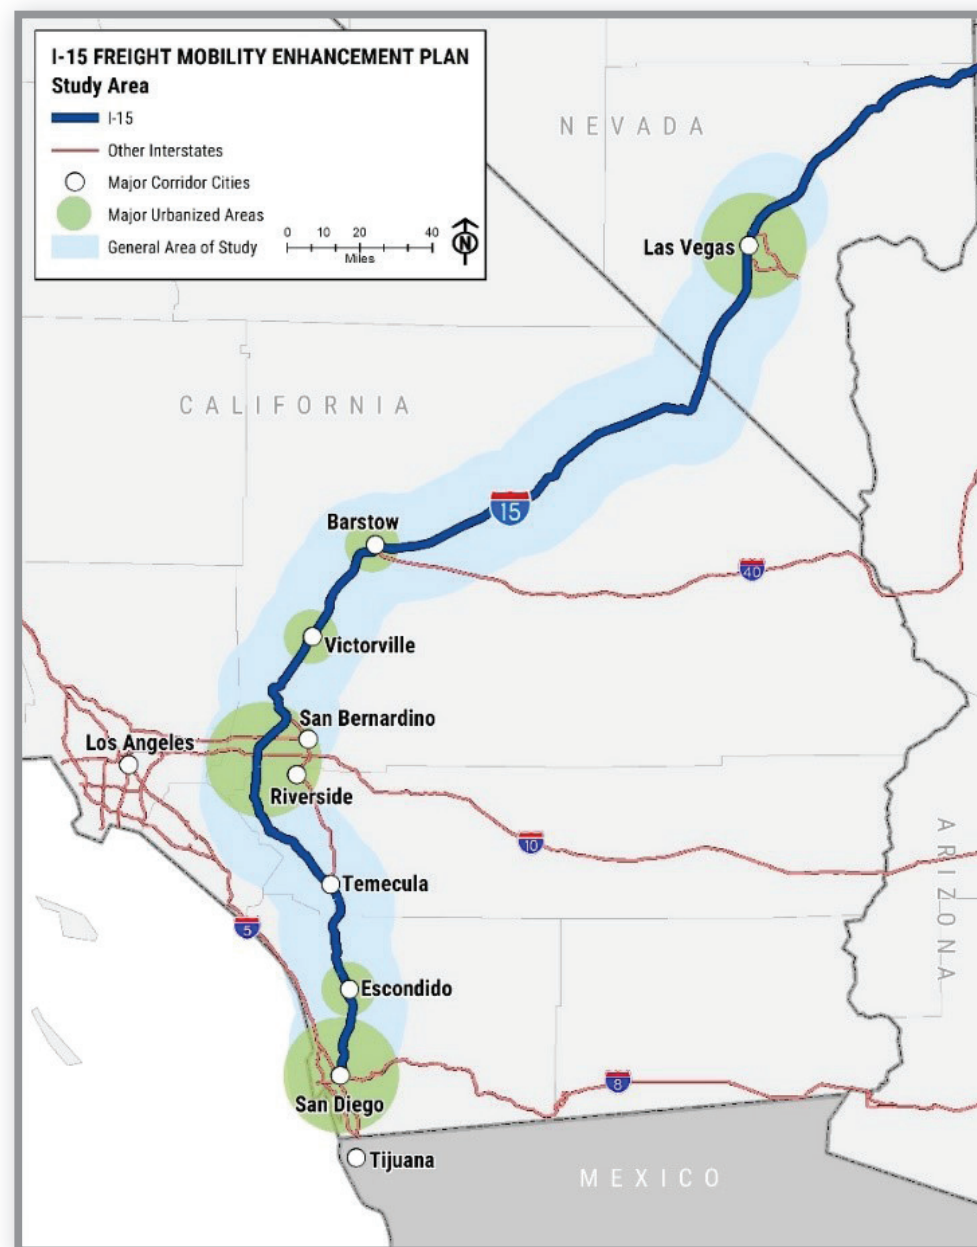 I-15 FREIGHT MOBILITY ENHANCEMENT PLAN
Study Area
I-15
Other Interstates
Major Corridor Cities
Major Urbanized Areas
General Area of Study
0 20 40
Miles
N
NEVADA
Las Vegas
CALIFORNIA
15
Barstow
40
Victorville
San Bernardino
Los Angeles
Riverside
10
ARIZONA
Temecula
5
Escondido
8
San Diego
Tijuana
MEXICO